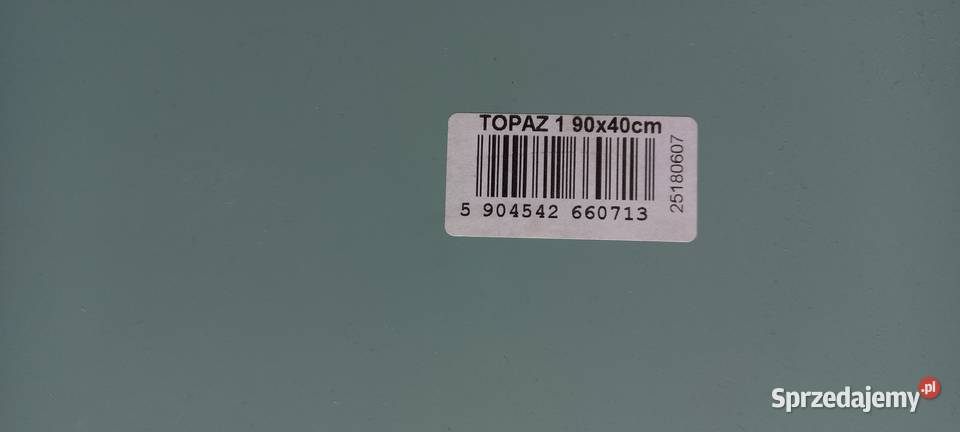 TOPAZ 1 90x40cm
5 904542 660713
25180607
Sprzedajemy.pl